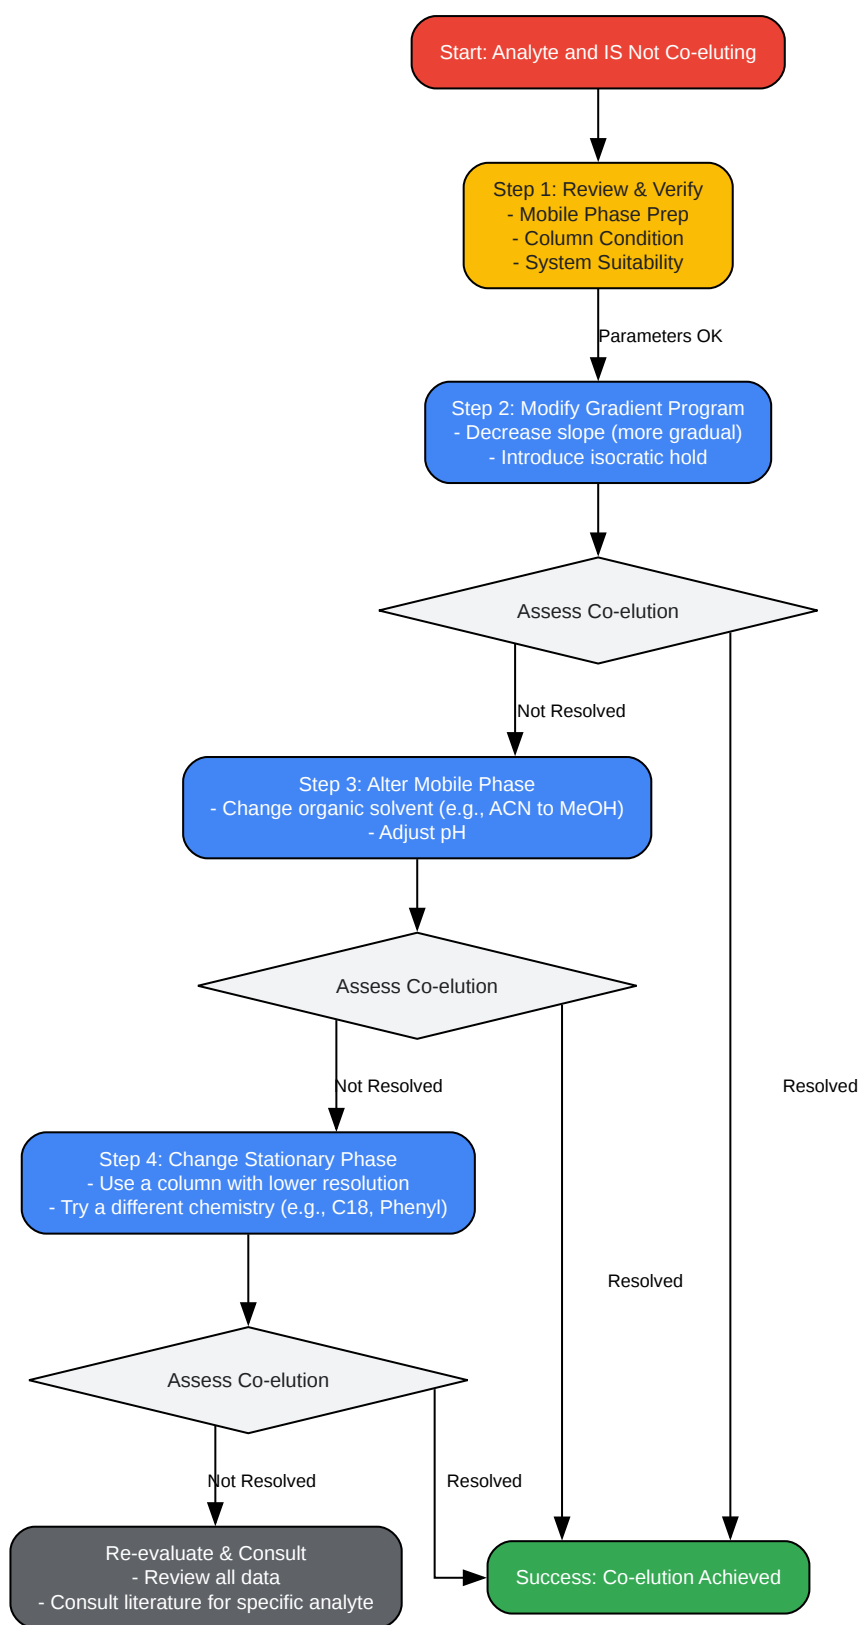 Start: Analyte and IS Not Co-eluting
Step 1: Review & Verify
- Mobile Phase Prep
- Column Condition
- System Suitability
Parameters OK
Step 2: Modify Gradient Program
- Decrease slope (more gradual)
- Introduce isocratic hold
Assess Co-elution
Not Resolved
Step 3: Alter Mobile Phase
- Change organic solvent (e.g., ACN to MeOH)
- Adjust pH
Assess Co-elution
Not Resolved
Resolved
Step 4: Change Stationary Phase
- Use a column with lower resolution
- Try a different chemistry (e.g., C18, Phenyl)
Resolved
Assess Co-elution
Not Resolved
Resolved
Re-evaluate & Consult
- Review all data
- Consult literature for specific analyte
Success: Co-elution Achieved